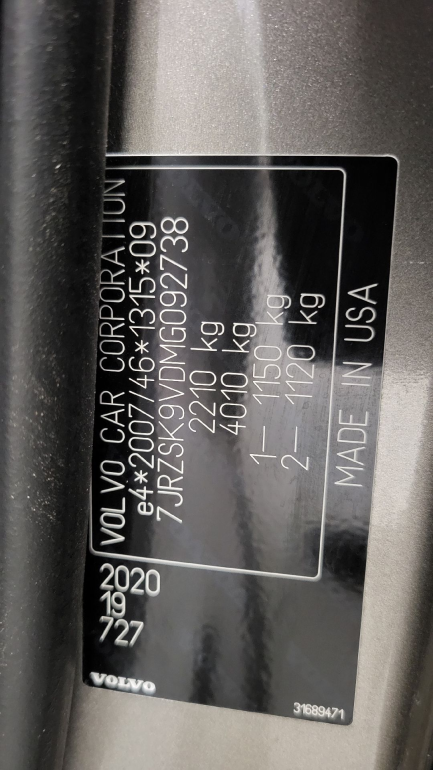 VOLVO CAR CORPORATION
e4*2007/46*1315*09
7JRZSK9VDMG092738
2210 kg
4010 kg
1— 1150 kg
2— 1120 kg
MADE IN USA
2020
19
727
VOLVO
31689471